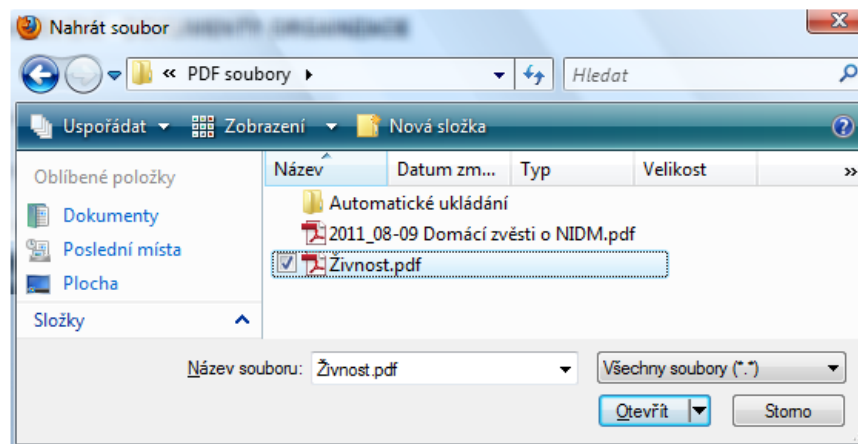 Nahrát soubor
« PDF soubory
Hledat
Uspořádat Zobrazení Nová složka
Oblíbené položky
Dokumenty
Poslední místa
Plocha
Složky
Název Datum zm... Typ Velikost »
Automatické ukládání
2011_08-09 Domácí zvěsti o NIDM.pdf
Živnost.pdf
Název souboru: Živnost.pdf Všechny soubory (*.*)
Otevřít Storno